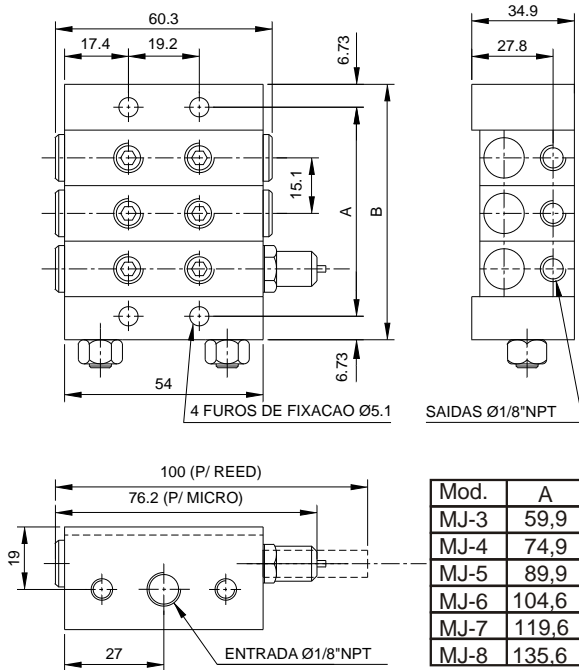 60.3
17.4
19.2
6.73
34.9
27.8
15.1
A
B
54
6.73
4 FUROS DE FIXACAO Ø5.1
SAIDAS Ø1/8"NPT
100 (P/ REED)
76.2 (P/ MICRO)
19
27
ENTRADA Ø1/8"NPT
Mod. A
MJ-3 59,9
MJ-4 74,9
MJ-5 89,9
MJ-6 104,6
MJ-7 119,6
MJ-8 135,6